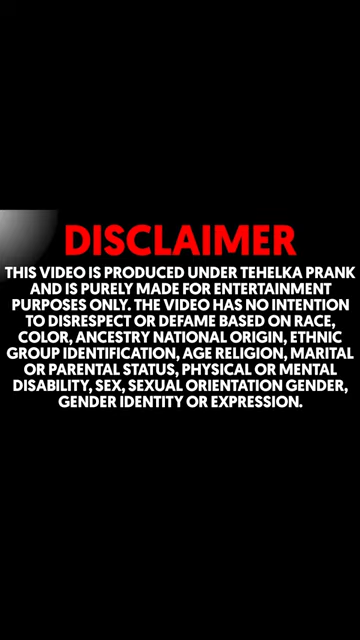 DISCLAIMER
THIS VIDEO IS PRODUCED UNDER TEHELKA PRANK
AND IS PURELY MADE FOR ENTERTAINMENT
PURPOSES ONLY. THE VIDEO HAS NO INTENTION
TO DISRESPECT OR DEFAME BASED ON RACE,
COLOR, ANCESTRY NATIONAL ORIGIN, ETHNIC
GROUP IDENTIFICATION, AGE RELIGION, MARITAL
OR PARENTAL STATUS, PHYSICAL OR MENTAL
DISABILITY, SEX, SEXUAL ORIENTATION GENDER,
GENDER IDENTITY OR EXPRESSION.